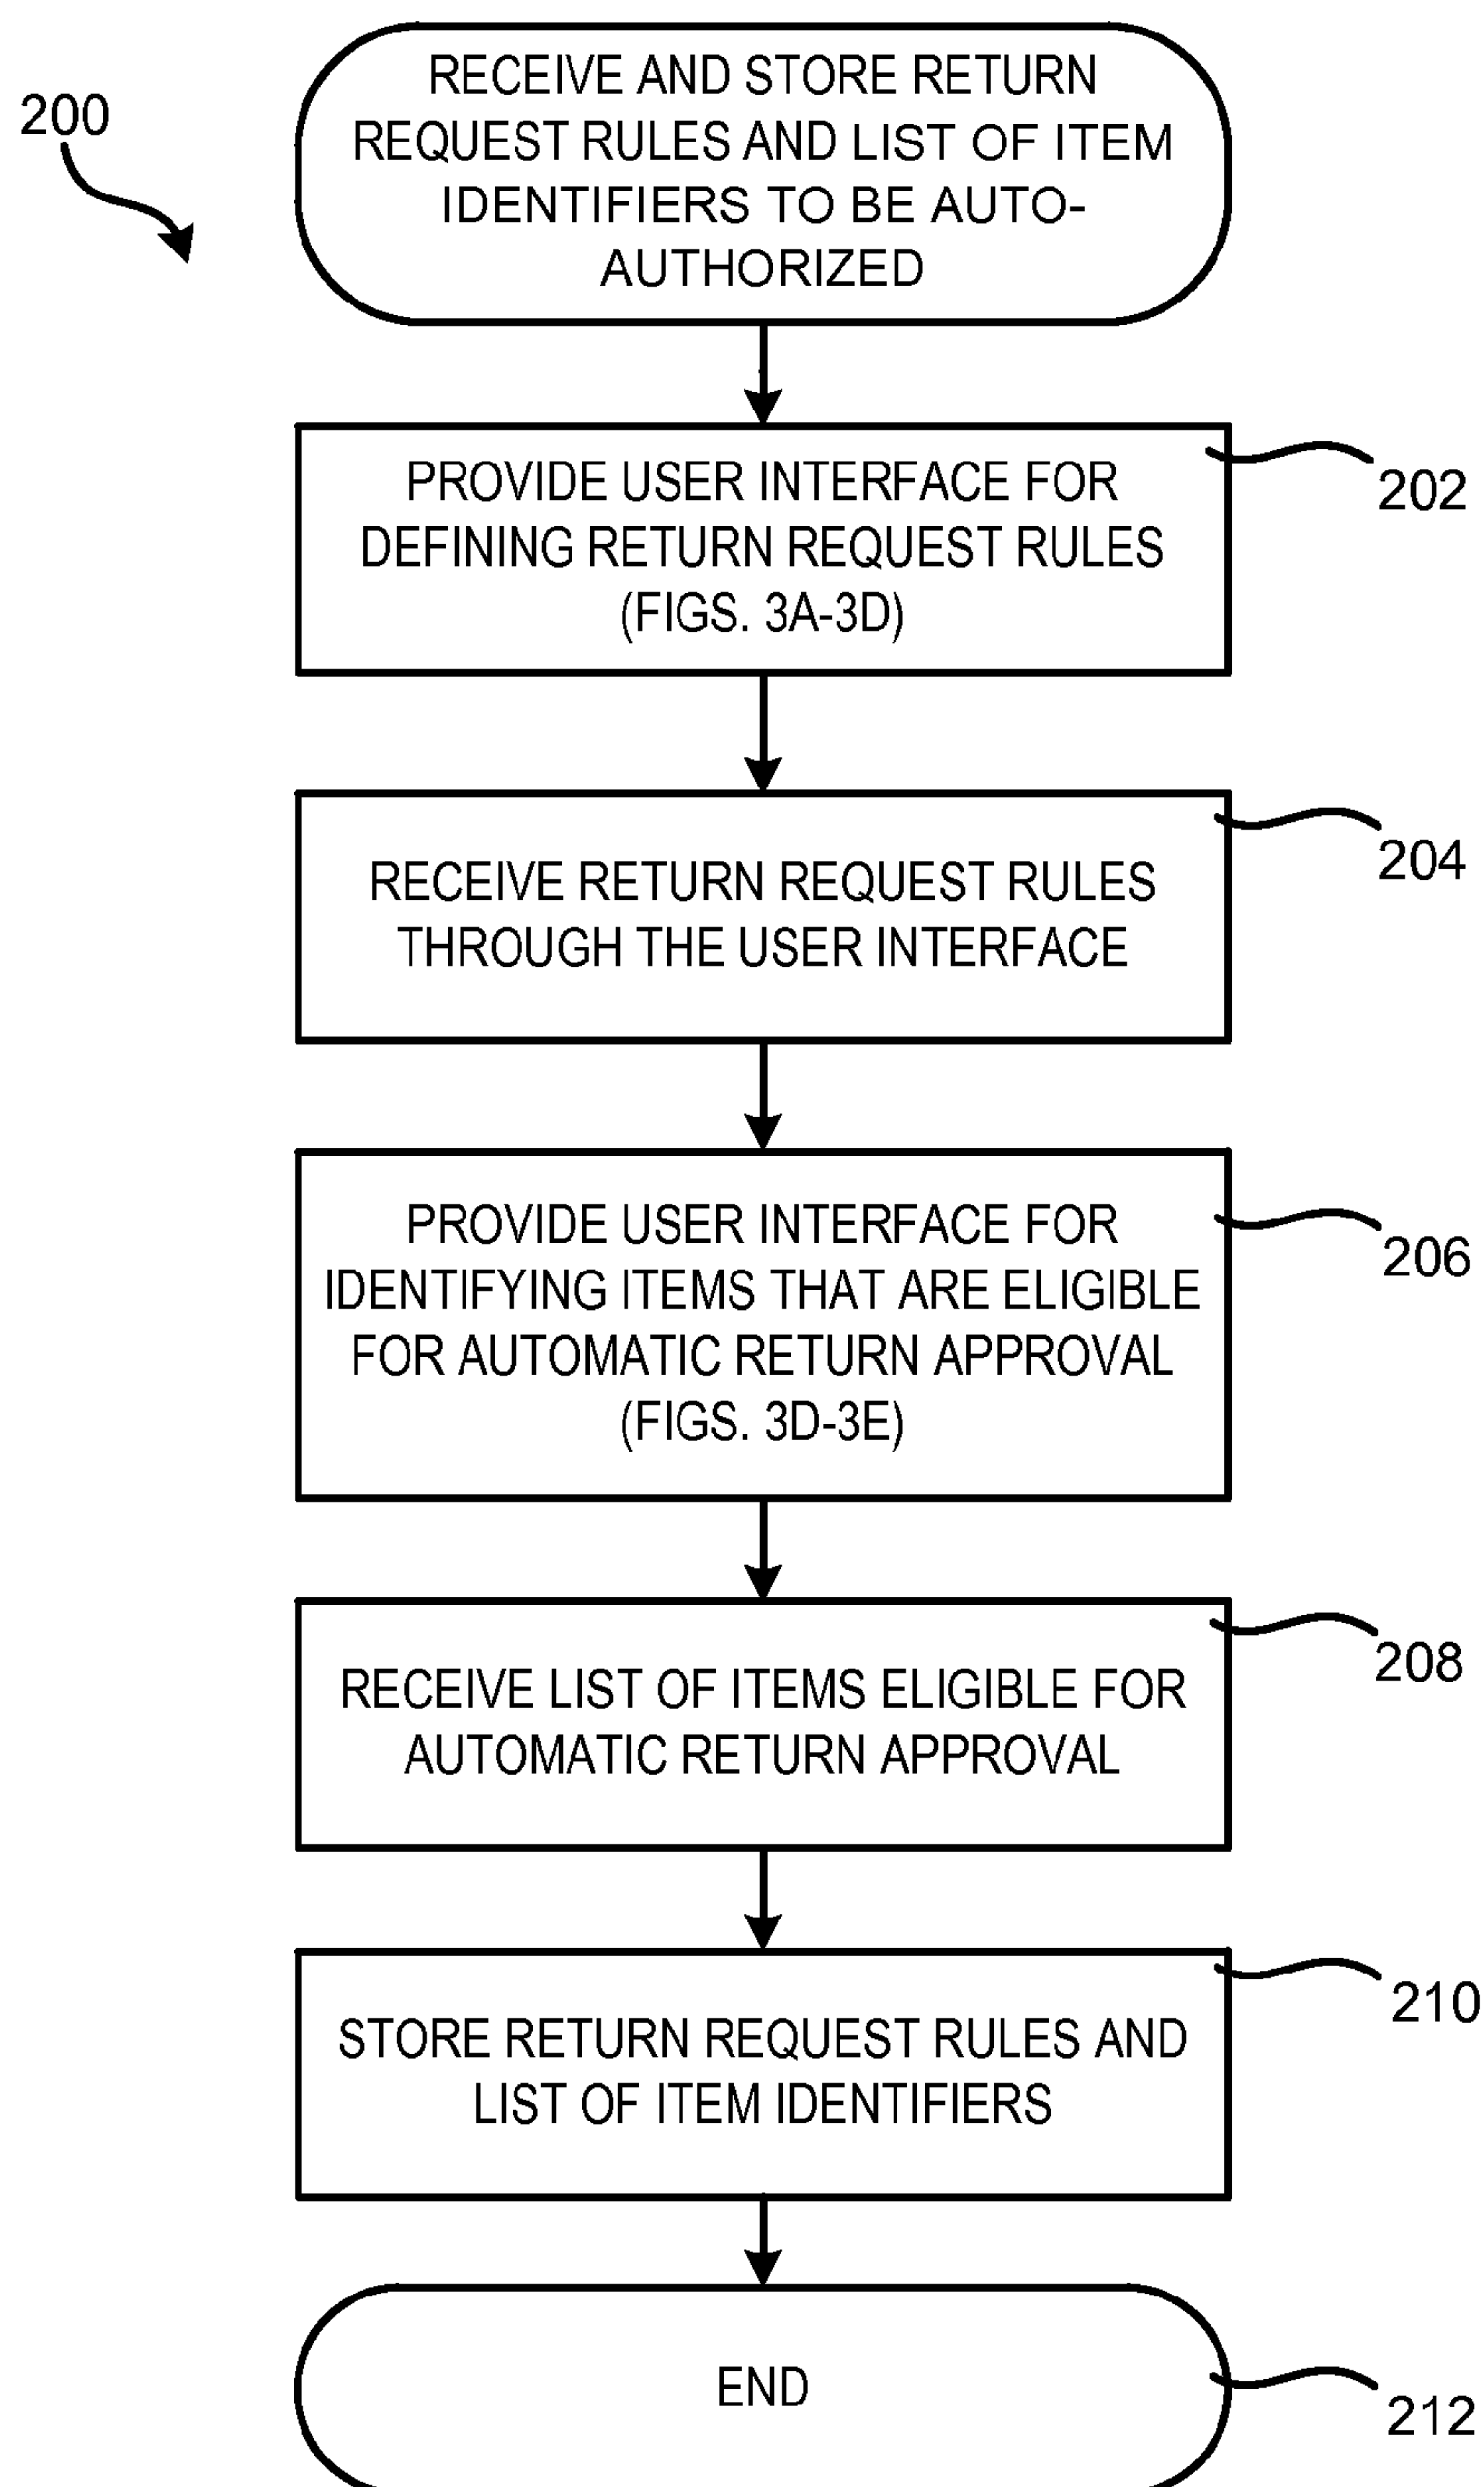 200
RECEIVE AND STORE RETURN
REQUEST RULES AND LIST OF ITEM
IDENTIFIERS TO BE AUTO-
AUTHORIZED
PROVIDE USER INTERFACE FOR
DEFINING RETURN REQUEST RULES
(FIGS. 3A-3D)
202
RECEIVE RETURN REQUEST RULES
THROUGH THE USER INTERFACE
204
PROVIDE USER INTERFACE FOR
IDENTIFYING ITEMS THAT ARE ELIGIBLE
FOR AUTOMATIC RETURN APPROVAL
(FIGS. 3D-3E)
206
RECEIVE LIST OF ITEMS ELIGIBLE FOR
AUTOMATIC RETURN APPROVAL
208
STORE RETURN REQUEST RULES AND
LIST OF ITEM IDENTIFIERS
210
END
212